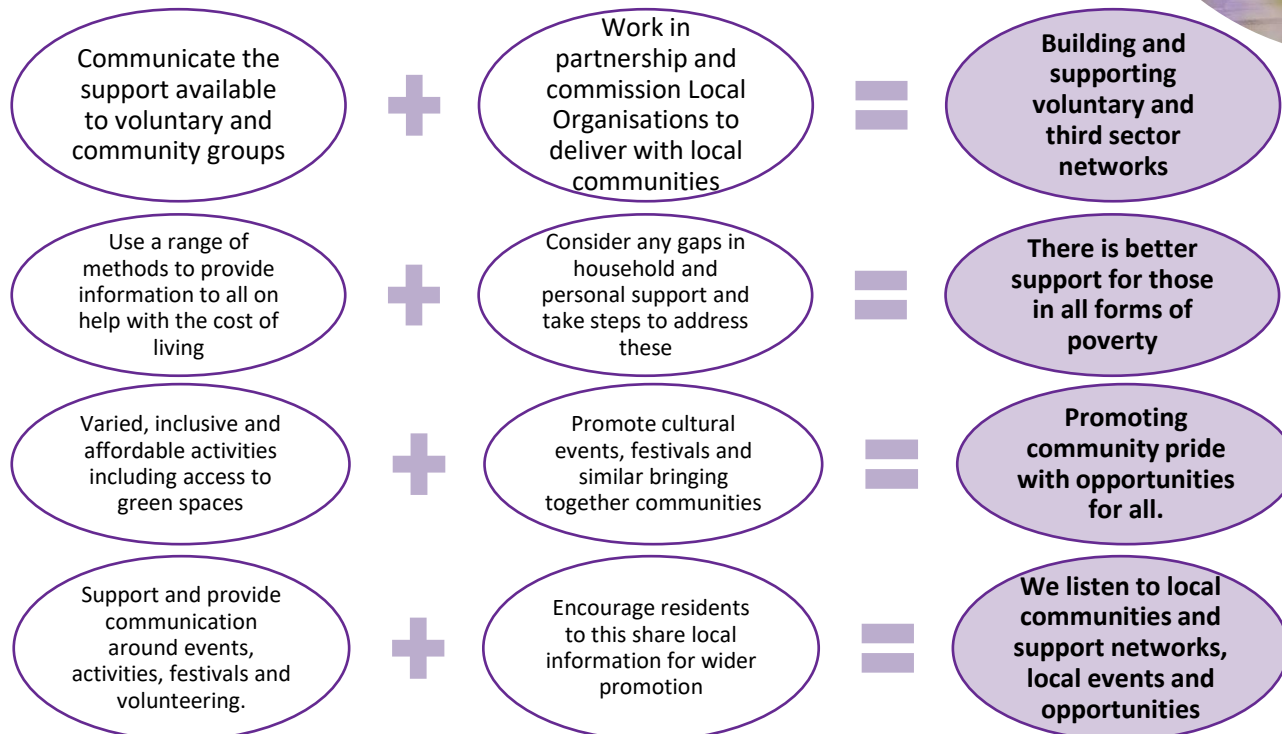 Communicate the
support available
to voluntary and
community groups
Work in
partnership and
commission Local
Organisations to
deliver with local
communities
Building and
supporting
voluntary and
third sector
networks
Use a range of
methods to provide
information to all on
help with the cost of
living
Consider any gaps in
household and
personal support and
take steps to address
these
There is better
support for those
in all forms of
poverty
Varied, inclusive and
affordable activities
including access to
green spaces
Promote cultural
events, festivals and
similar bringing
together communities
Promoting
community pride
with opportunities
for all.
Support and provide
communication
around events,
activities, festivals and
volunteering.
Encourage residents
to this share local
information for wider
promotion
We listen to local
communities and
support networks,
local events and
opportunities